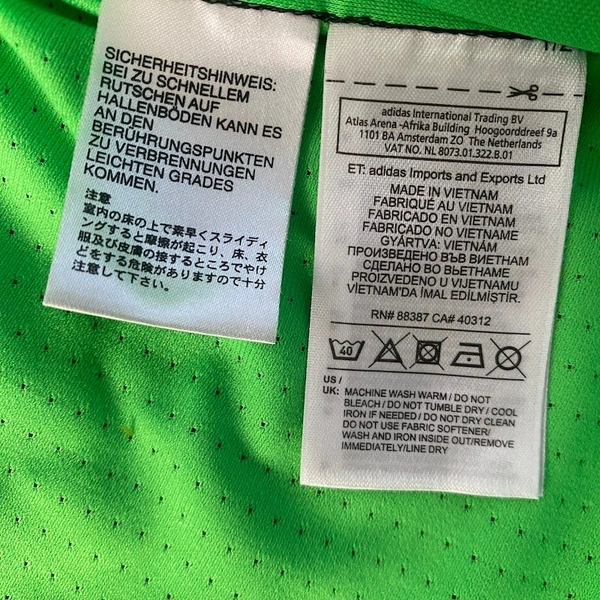 SICHERHEITSHINWEIS:
BEI ZU SCHNELLEM
RUTSCHEN AUF
HALLENBÖDEN KANN ES
AN DEN
BERÜHRUNGSPUNKTEN
ZU VERBRENNUNGEN
LEICHTEN GRADES
KOMMEN.
注意
室内の床の上で素早くスライディ
ングすると摩擦が起こり、床、衣
服及び皮膚の接するところでやけ
どをする危険がありますので十分
注意して下さい。
adidas International Trading BV
Atlas Arena -Afrika Building Hoogoorddreef 9a
1101 BA Amsterdam ZO The Netherlands
VAT NO. NL 8073.01.322.B.01
ET: adidas Imports and Exports Ltd
MADE IN VIETNAM
FABRIQUÉ AU VIETNAM
FABRICADO EN VIETNAM
FABRICADO NO VIETNAME
GYÁRTVA: VIETNÁM
ПРОИЗВЕДЕНО ВЪВ ВИЕТНАМ
СДЕЛАНО ВО ВЬЕТНАМЕ
PROIZVEDENO U VIJETNAMU
VİETNAM'DA İMAL EDİLMİŞTİR.
RN# 88387 CA# 40312
40
US /
UK: MACHINE WASH WARM / DO NOT
BLEACH / DO NOT TUMBLE DRY / COOL
IRON IF NEEDED / DO NOT DRY CLEAN
DO NOT USE FABRIC SOFTENER/
WASH AND IRON INSIDE OUT/REMOVE
IMMEDIATELY/LINE DRY